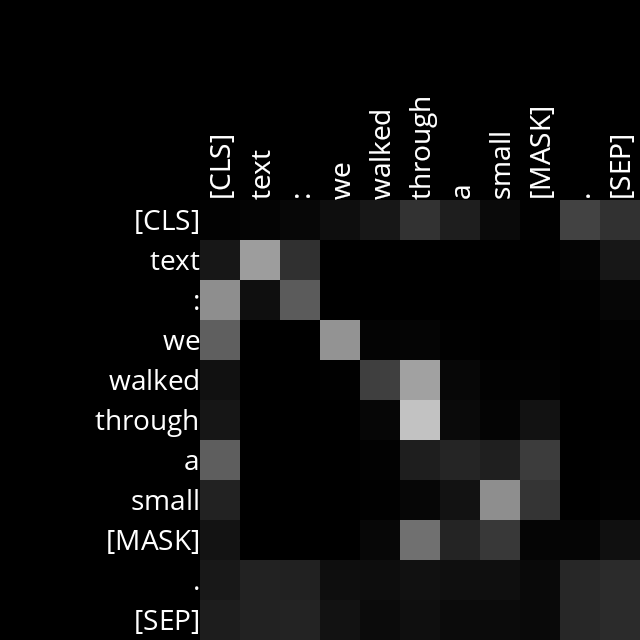 [CLS] text : we walked through a small [MASK] . [SEP]
[CLS]
text
:
we
walked
through
a
small
[MASK]
.
[SEP]